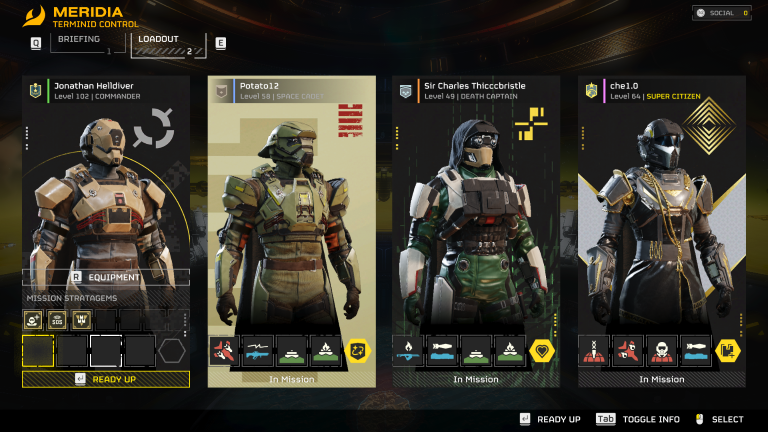 MERIDIA
TERMINID CONTROL
SOCIAL 0
Q
BRIEFING
1
LOADOUT
2
E
Jonathan Helldiver
Level 102 | COMMANDER
Potato12
Level 58 | SPACE CADET
Sir Charles Thicccbristle
Level 49 | DEATH CAPTAIN
che1.0
Level 64 | SUPER CITIZEN
R EQUIPMENT
MISSION STRATAGEMS
SOS
READY UP
In Mission
In Mission
In Mission
READY UP
Tab TOGGLE INFO
SELECT